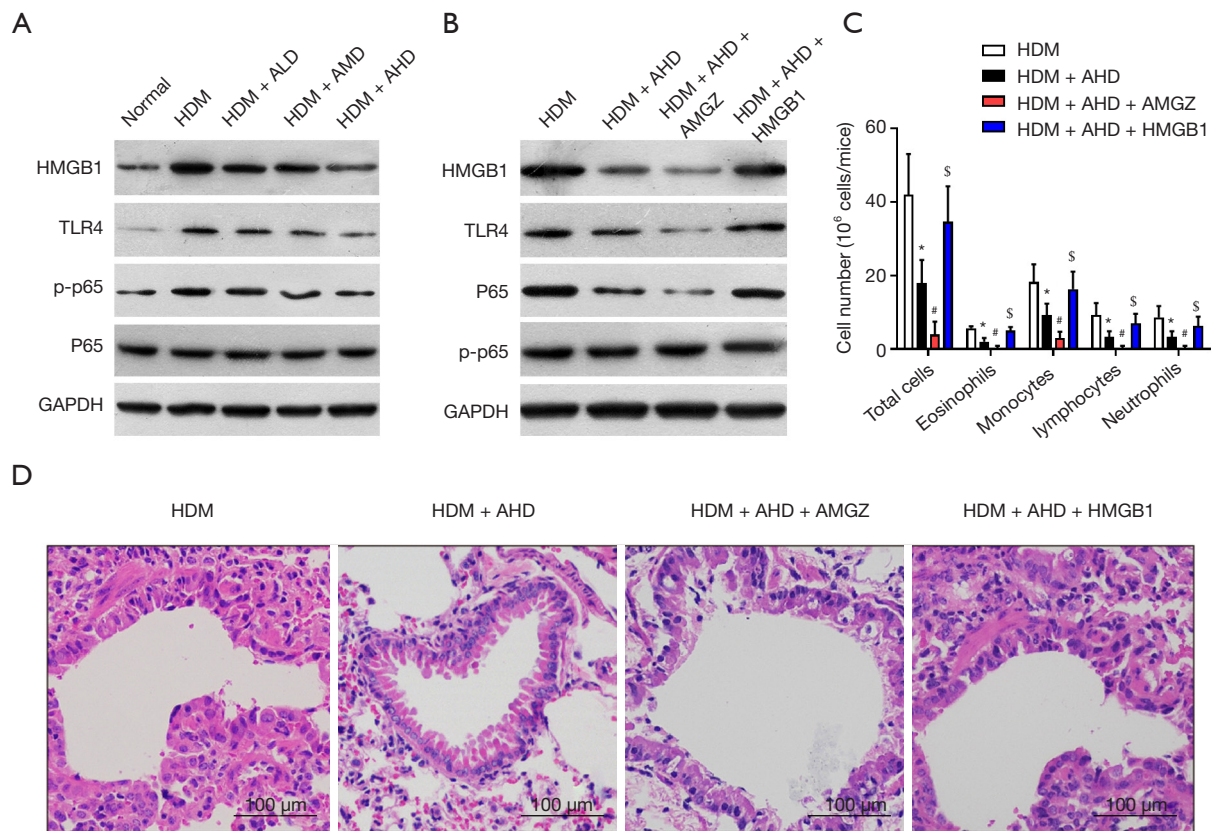 A
Normal
HDM
HDM + ALD
HDM + AMD
HDM + AHD
HMGB1
TLR4
p-p65
P65
GAPDH
B
HDM
HDM + AHD
HDM + AHD +
AMGZ
HDM + AHD +
HMGB1
HMGB1
TLR4
P65
p-p65
GAPDH
C
HDM
HDM + AHD
HDM + AHD + AMGZ
HDM + AHD + HMGB1
Cell number (10⁶ cells/mice)
60
40
20
0
* # $
* # $
* # $
* # $
* # $
Total cells
Eosinophils
Monocytes
lymphocytes
Neutrophils
D
HDM
HDM + AHD
HDM + AHD + AMGZ
HDM + AHD + HMGB1
100 μm
100 μm
100 μm
100 μm